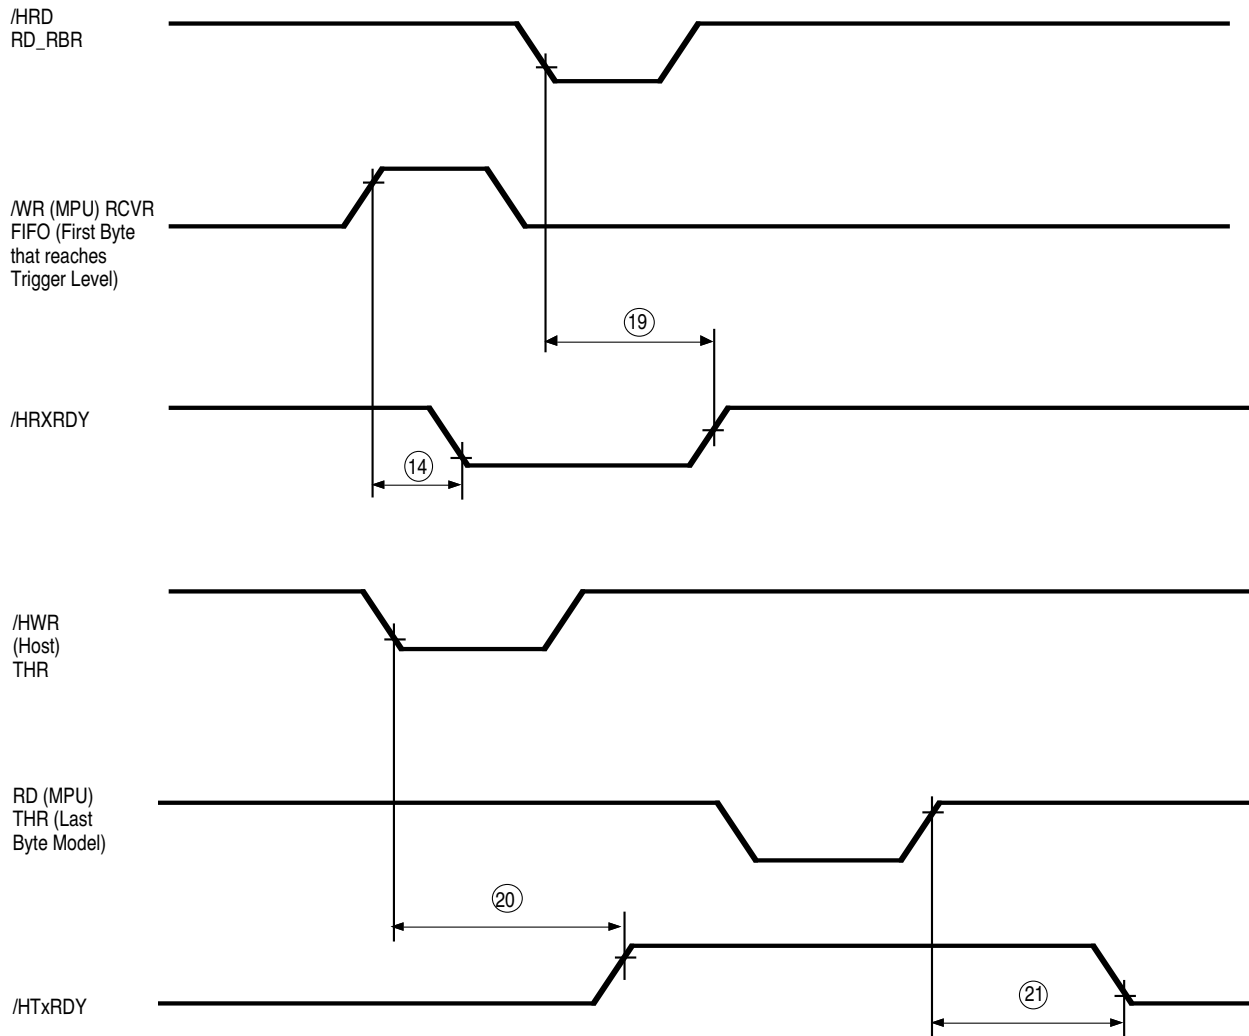 /HRD
RD_RBR
/WR (MPU) RCVR
FIFO (First Byte
that reaches
Trigger Level)
19
/HRXRDY
14
/HWR
(Host)
THR
RD (MPU)
THR (Last
Byte Model)
20
/HTxRDY
21